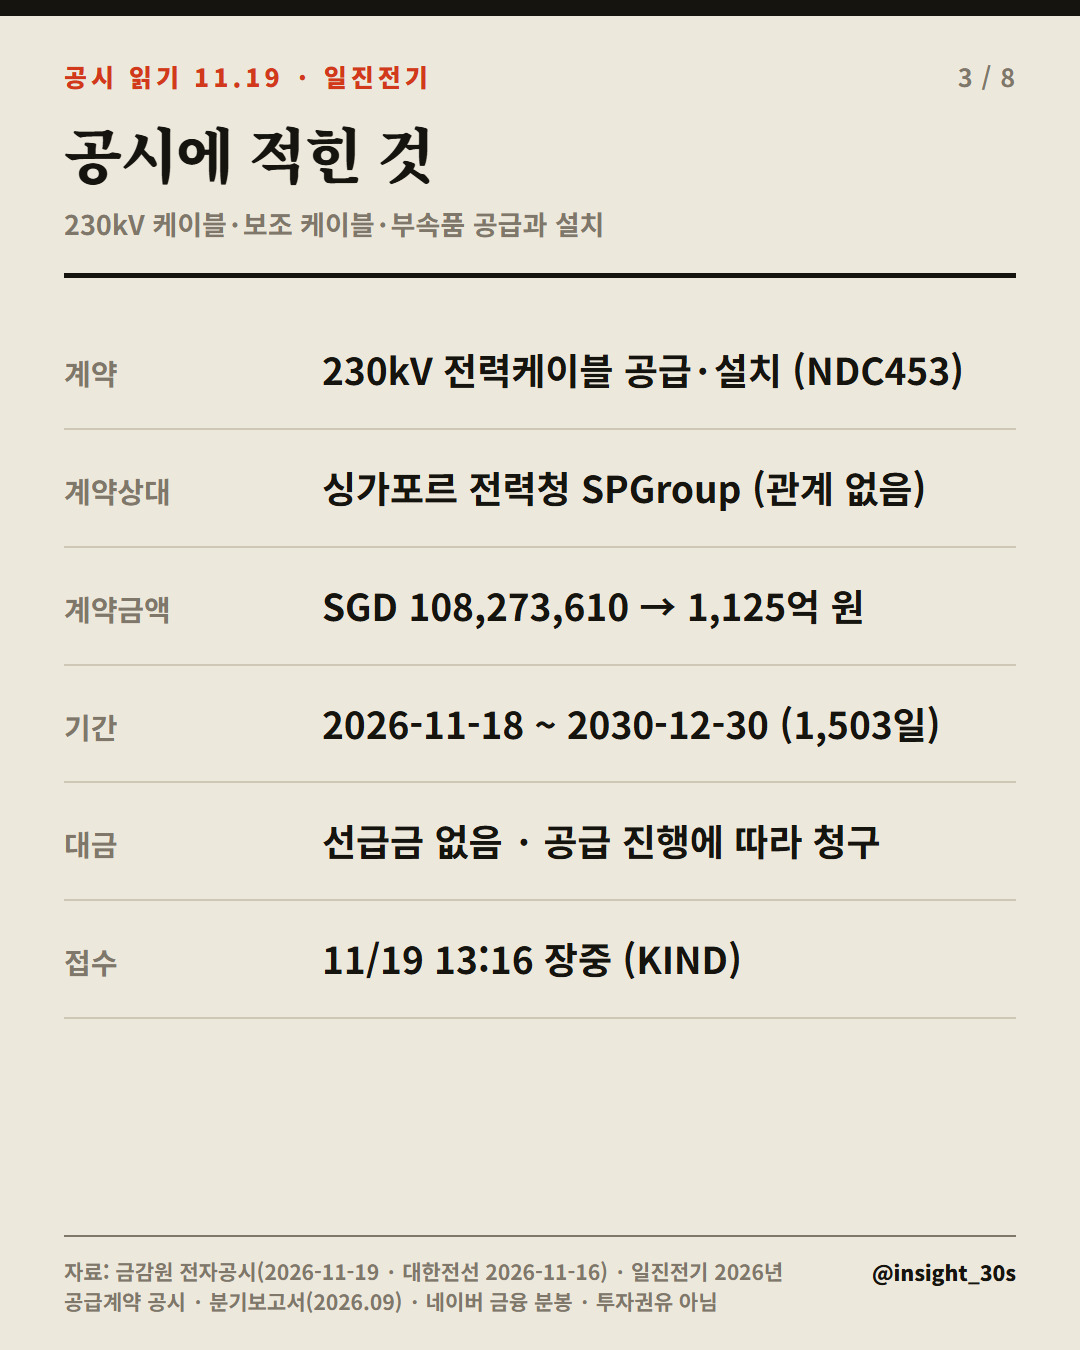 공시 읽기 11.19 · 일진전기
3 / 8
공시에 적힌 것
230kV 케이블·보조 케이블·부속품 공급과 설치
계약
230kV 전력케이블 공급·설치 (NDC453)
계약상대
싱가포르 전력청 SPGroup (관계 없음)
계약금액
SGD 108,273,610 → 1,125억 원
기간
2026-11-18 ~ 2030-12-30 (1,503일)
대금
선급금 없음 · 공급 진행에 따라 청구
접수
11/19 13:16 장중 (KIND)
자료: 금감원 전자공시(2026-11-19 · 대한전선 2026-11-16) · 일진전기 2026년
공급계약 공시 · 분기보고서(2026.09) · 네이버 금융 분봉 · 투자권유 아님
@insight_30s